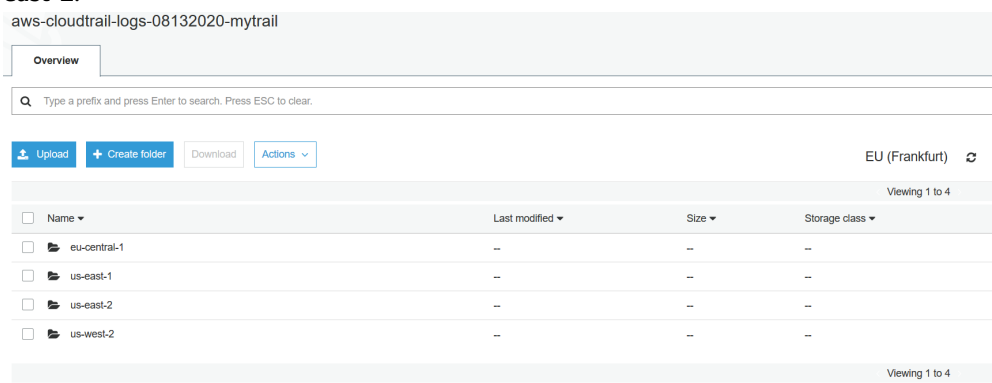 aws-cloudtrail-logs-08132020-mytrail
Overview
Type a prefix and press Enter to search. Press ESC to clear.
Upload Create folder Download Actions EU (Frankfurt)
Viewing 1 to 4
Name Last modified Size Storage class
eu-central-1 -- -- --
us-east-1 -- -- --
us-east-2 -- -- --
us-west-2 -- -- --
Viewing 1 to 4